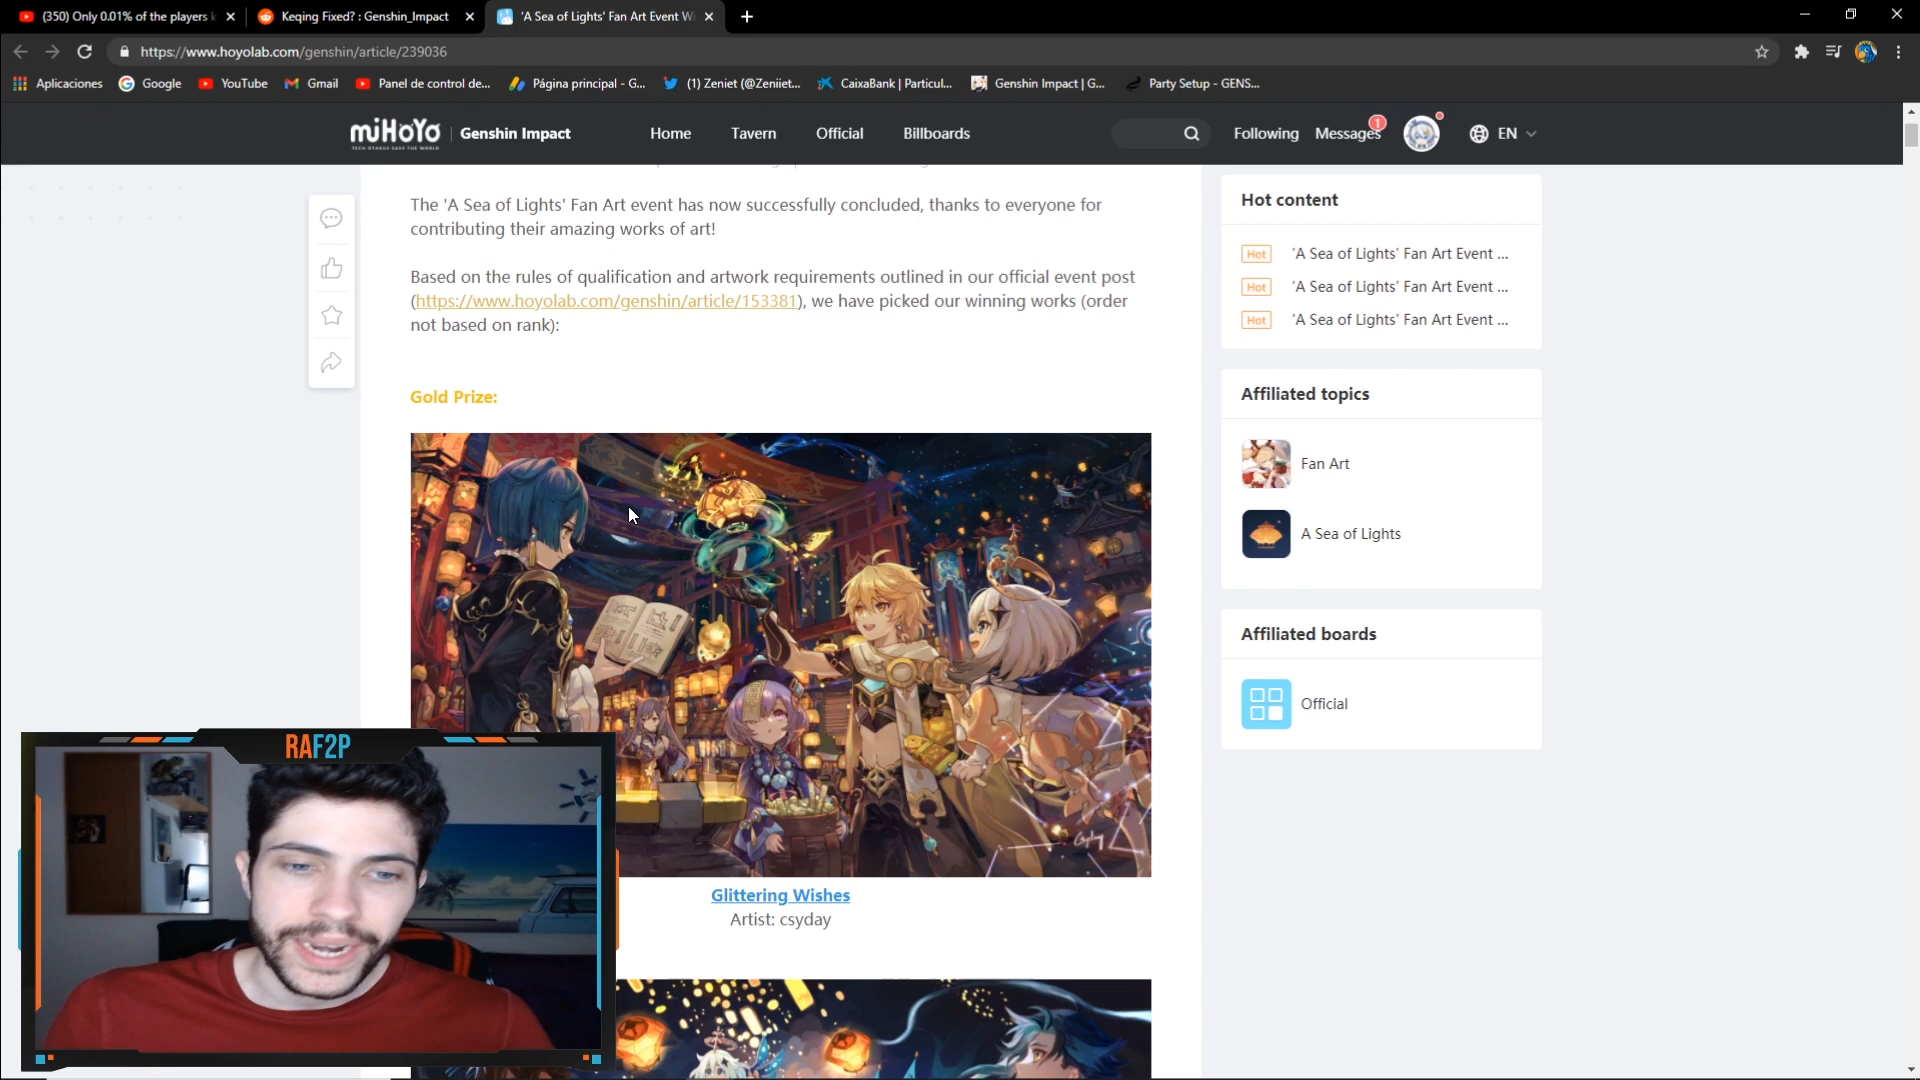 (350) Only 0.01% of the players k
Keqing Fixed? : Genshin_Impact
'A Sea of Lights' Fan Art Event Wi
https://www.hoyolab.com/genshin/article/239036
Aplicaciones
Google
YouTube
Gmail
Panel de control de...
Página principal - G...
(1) Zeniet (@Zeniiet...
CaixaBank | Particul...
Genshin Impact | G...
Party Setup - GENS...
miHoYo
TECH OTAKUS SAVE THE WORLD
Genshin Impact
Home
Tavern
Official
Billboards
Following
Messages
1
EN
The 'A Sea of Lights' Fan Art event has now successfully concluded, thanks to everyone for
contributing their amazing works of art!
Based on the rules of qualification and artwork requirements outlined in our official event post
(https://www.hoyolab.com/genshin/article/153381), we have picked our winning works (order
not based on rank):
Gold Prize:
Glittering Wishes
Artist: csyday
Hot content
Hot 'A Sea of Lights' Fan Art Event ...
Hot 'A Sea of Lights' Fan Art Event ...
Hot 'A Sea of Lights' Fan Art Event ...
Affiliated topics
Fan Art
A Sea of Lights
Affiliated boards
Official
RAF2P